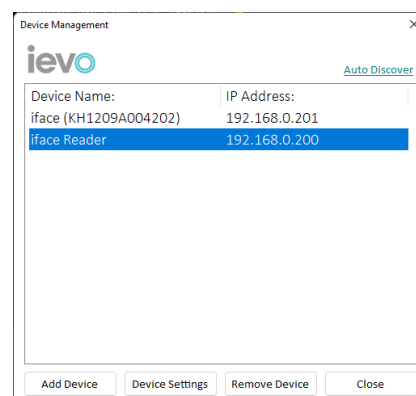 Device Management
ievo
Auto Discover
Device Name: IP Address:
iface (KH1209A004202) 192.168.0.201
iface Reader 192.168.0.200
Add Device Device Settings Remove Device Close